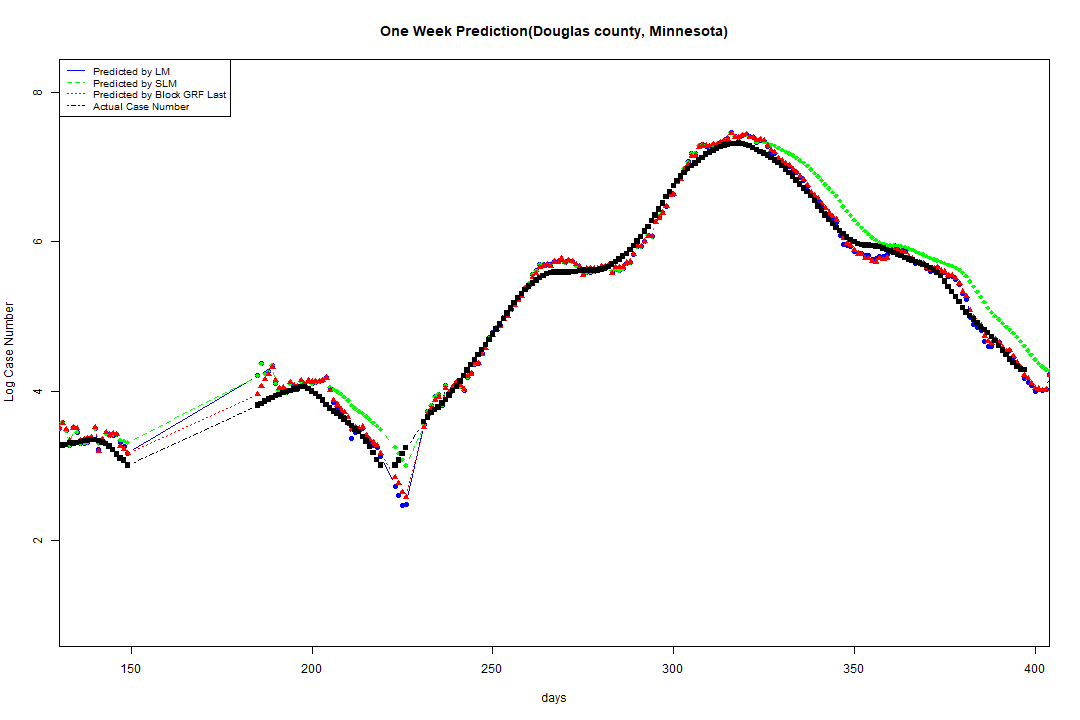 One Week Prediction(Douglas county, Minnesota)
Predicted by LM
Predicted by SLM
Predicted by Block GRF Last
Actual Case Number
8
6
4
2
Log Case Number
150 200 250 300 350 400
days